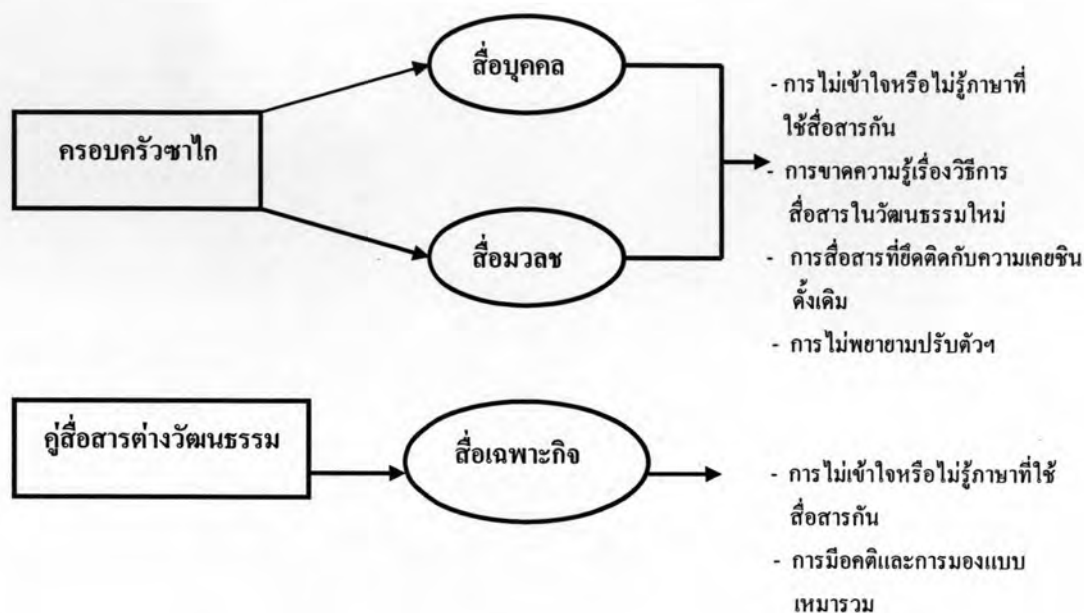 สื่อบุคคล
ครอบครัวซาไก
สื่อมวลช
- การไม่เข้าใจหรือไม่รู้ภาษาที่
ใช้สื่อสารกัน
- การขาดความรู้เรื่องวิธีการ
สื่อสารในวัฒนธรรมใหม่
- การสื่อสารที่ยึดติดกับความเคยชิน
ดั้งเดิม
- การไม่พยายามปรับตัวฯ
คู่สื่อสารต่างวัฒนธรรม
สื่อเฉพาะกิจ
- การไม่เข้าใจหรือไม่รู้ภาษาที่ใช้
สื่อสารกัน
- การมีอคติและการมองแบบ
เหมารวม